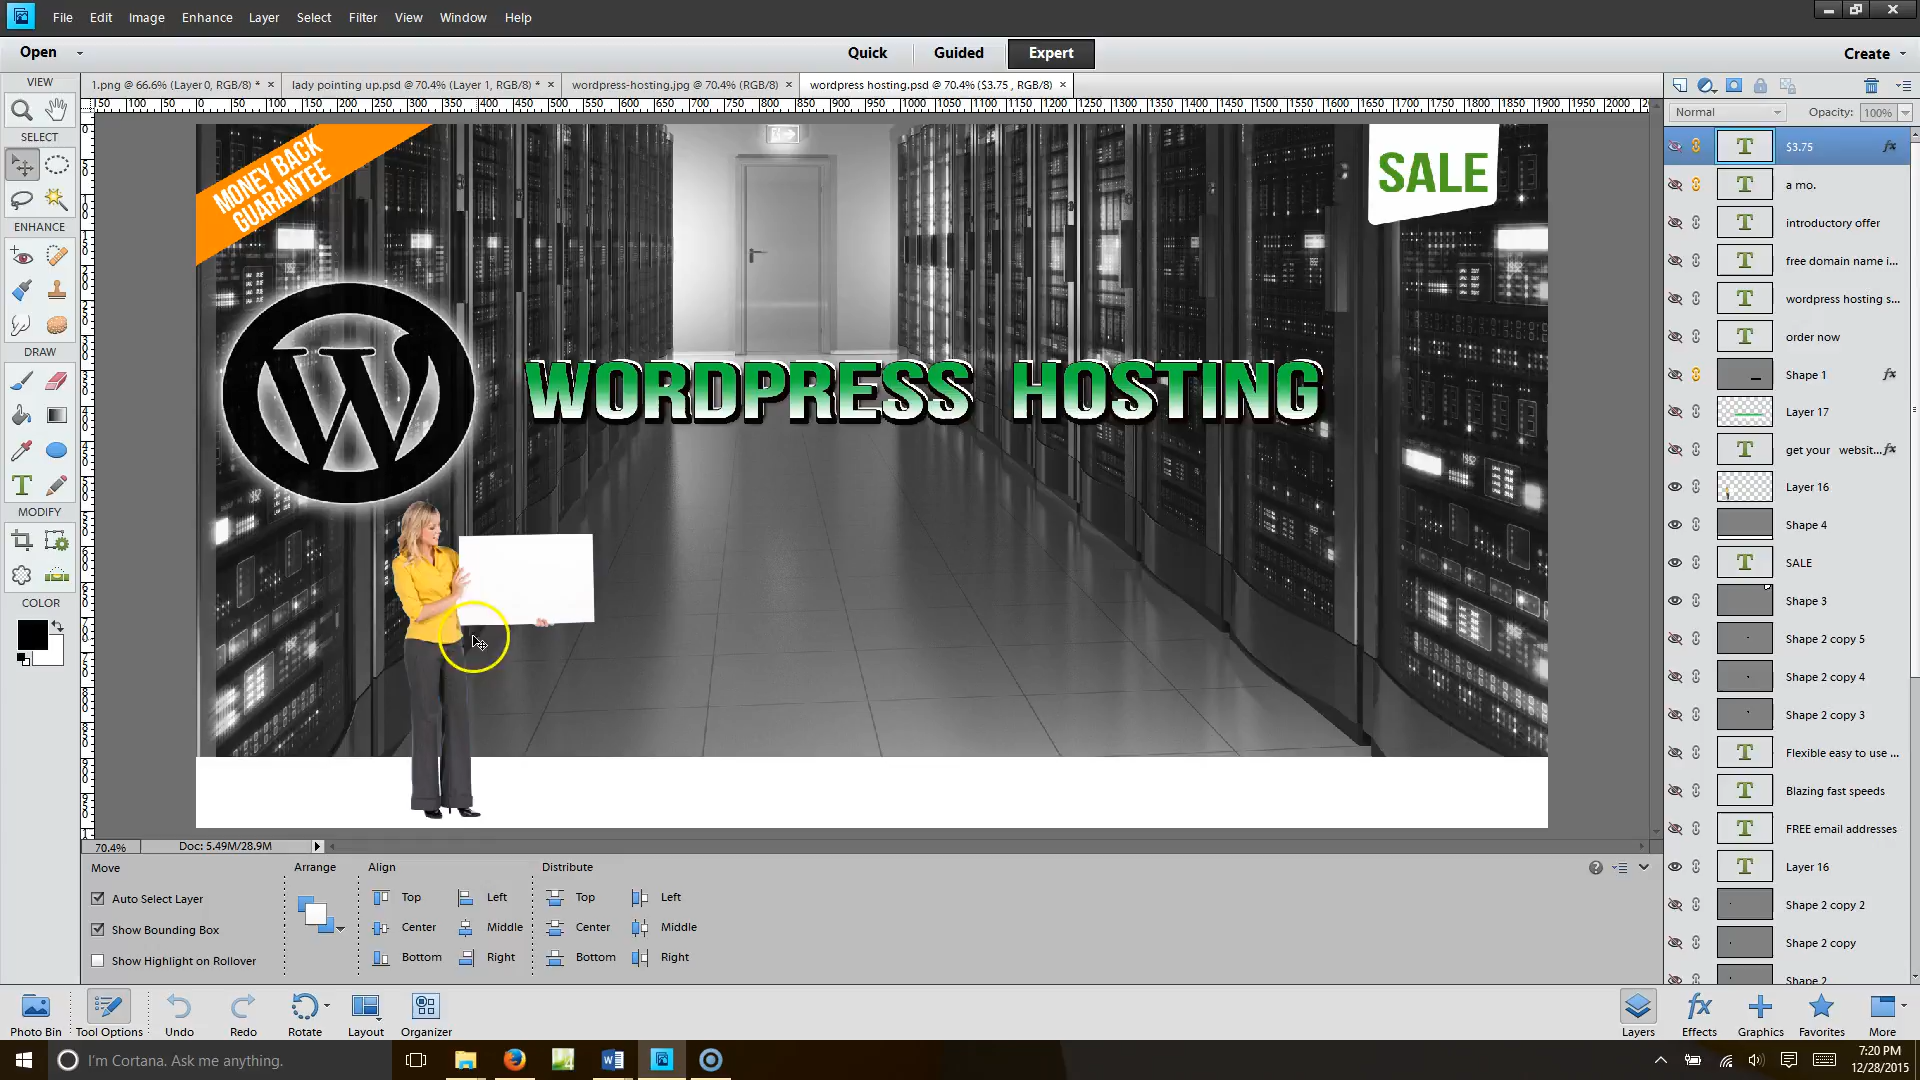 File Edit Image Enhance Layer Select Filter View Window Help
Open Quick Guided Expert Create
VIEW
1.png @ 66.6% (Layer 0, RGB/8) * ×
lady pointing up.psd @ 70.4% (Layer 1, RGB/8) * ×
wordpress-hosting.jpg @ 70.4% (RGB/8) ×
wordpress hosting.psd @ 70.4% ($3.75 , RGB/8) ×
SELECT
ENHANCE
DRAW
MODIFY
COLOR
MONEY BACK
GUARANTEE
SALE
W
WORDPRESS HOSTING
Normal Opacity: 100%
$3.75 fx
a mo.
introductory offer
free domain name i...
wordpress hosting s...
order now
Shape 1 fx
Layer 17
get your websit... fx
Layer 16
Shape 4
SALE
Shape 3
Shape 2 copy 5
Shape 2 copy 4
Shape 2 copy 3
Flexible easy to use ...
Blazing fast speeds
FREE email addresses
Layer 16
Shape 2 copy 2
Shape 2 copy
Shape 2
70.4% Doc: 5.49M/28.9M
Move Arrange Align Distribute
Auto Select Layer Top Left Top Left
Show Bounding Box Center Middle Center Middle
Show Highlight on Rollover Bottom Right Bottom Right
Photo Bin Tool Options Undo Redo Rotate Layout Organizer
Layers Effects Graphics Favorites More
I'm Cortana. Ask me anything.
7:20 PM
12/28/2015